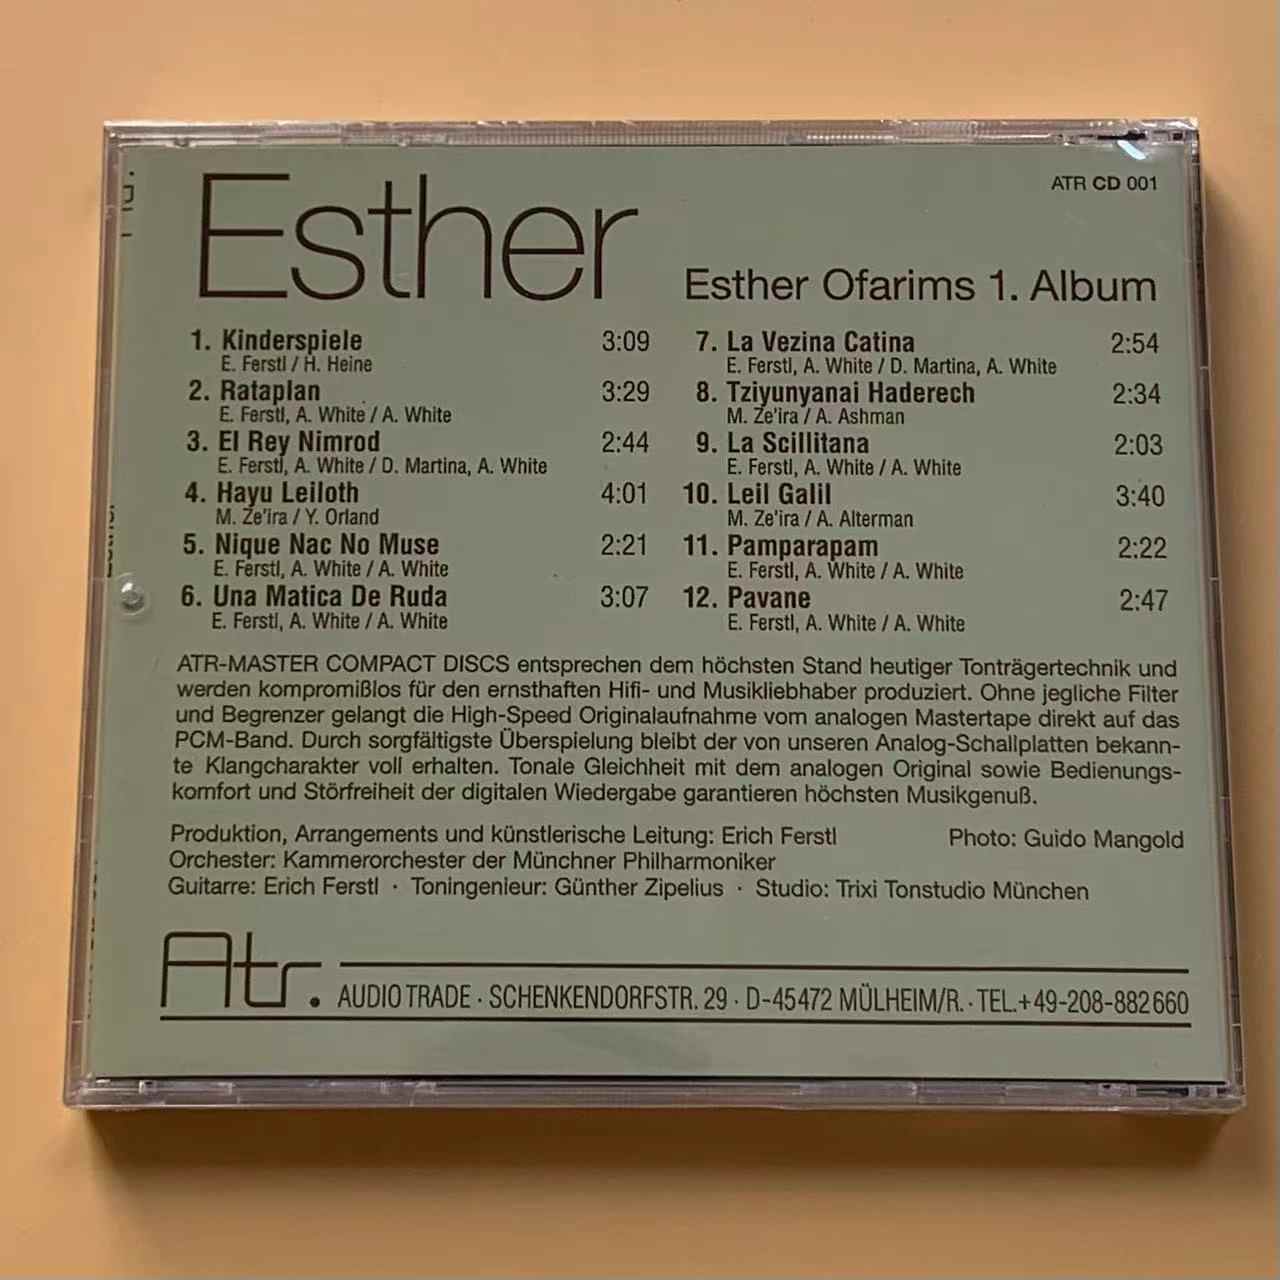 Esther
ATR CD 001
Esther Ofarims 1. Album
1. Kinderspiele 3:09
E. Ferstl / H. Heine
2. Rataplan 3:29
E. Ferstl, A. White / A. White
3. El Rey Nimrod 2:44
E. Ferstl, A. White / D. Martina, A. White
4. Hayu Leiloth 4:01
M. Ze'ira / Y. Orland
5. Nique Nac No Muse 2:21
E. Ferstl, A. White / A. White
6. Una Matica De Ruda 3:07
E. Ferstl, A. White / A. White
7. La Vezina Catina 2:54
E. Ferstl, A. White / D. Martina, A. White
8. Tziyunyanai Haderech 2:34
M. Ze'ira / A. Ashman
9. La Scillitana 2:03
E. Ferstl, A. White / A. White
10. Leil Galil 3:40
M. Ze'ira / A. Alterman
11. Pamparapam 2:22
E. Ferstl, A. White / A. White
12. Pavane 2:47
E. Ferstl, A. White / A. White
ATR-MASTER COMPACT DISCS entsprechen dem höchsten Stand heutiger Tonträgertechnik und
werden kompromißlos für den ernsthaften Hifi- und Musikliebhaber produziert. Ohne jegliche Filter
und Begrenzer gelangt die High-Speed Originalaufnahme vom analogen Mastertape direkt auf das
PCM-Band. Durch sorgfältigste Überspielung bleibt der von unseren Analog-Schallplatten bekann-
te Klangcharakter voll erhalten. Tonale Gleichheit mit dem analogen Original sowie Bedienungs-
komfort und Störfreiheit der digitalen Wiedergabe garantieren höchsten Musikgenuß.
Produktion, Arrangements und künstlerische Leitung: Erich Ferstl
Photo: Guido Mangold
Orchester: Kammerorchester der Münchner Philharmoniker
Guitarre: Erich Ferstl · Toningenieur: Günther Zipelius · Studio: Trixi Tonstudio München
Atr.
AUDIO TRADE · SCHENKENDORFSTR. 29 · D-45472 MÜLHEIM/R. · TEL.+49-208-882660